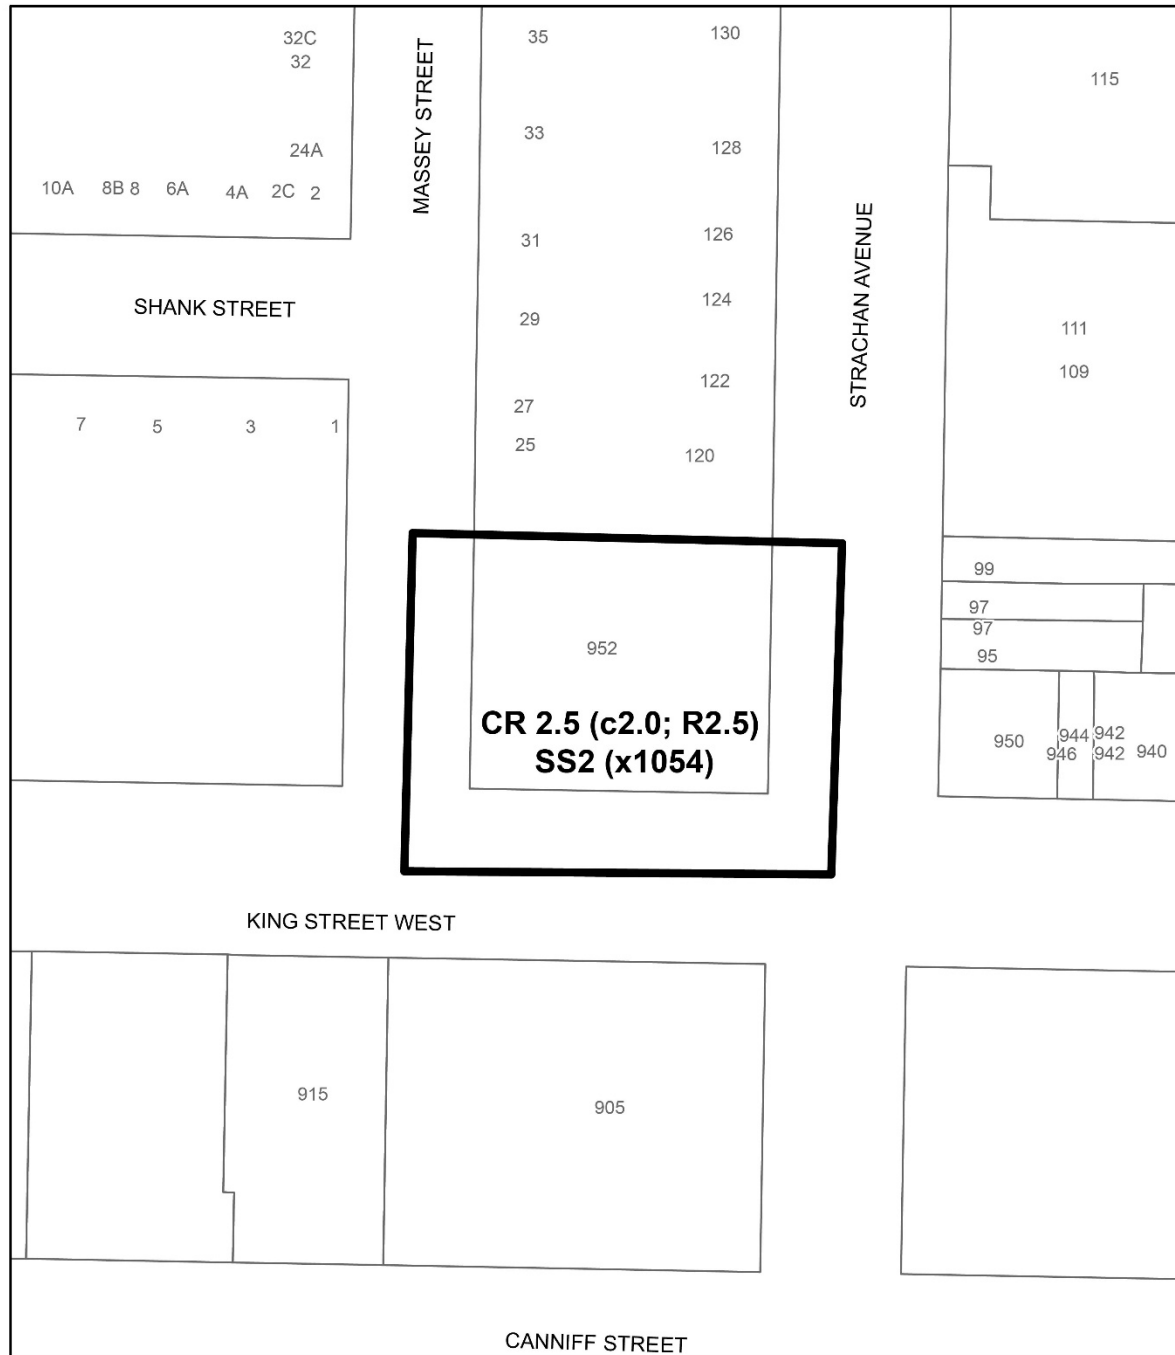 32C
32
24A
10A 8B 8 6A 4A 2C 2
MASSEY STREET
35
130
33
128
31
126
124
29
122
27
25
120
STRACHAN AVENUE
115
111
109
SHANK STREET
7 5 3 1
99
97
97
95
952
CR 2.5 (c2.0; R2.5)
SS2 (x1054)
950
944
946
942
942
940
KING STREET WEST
915
905
CANNIFF STREET